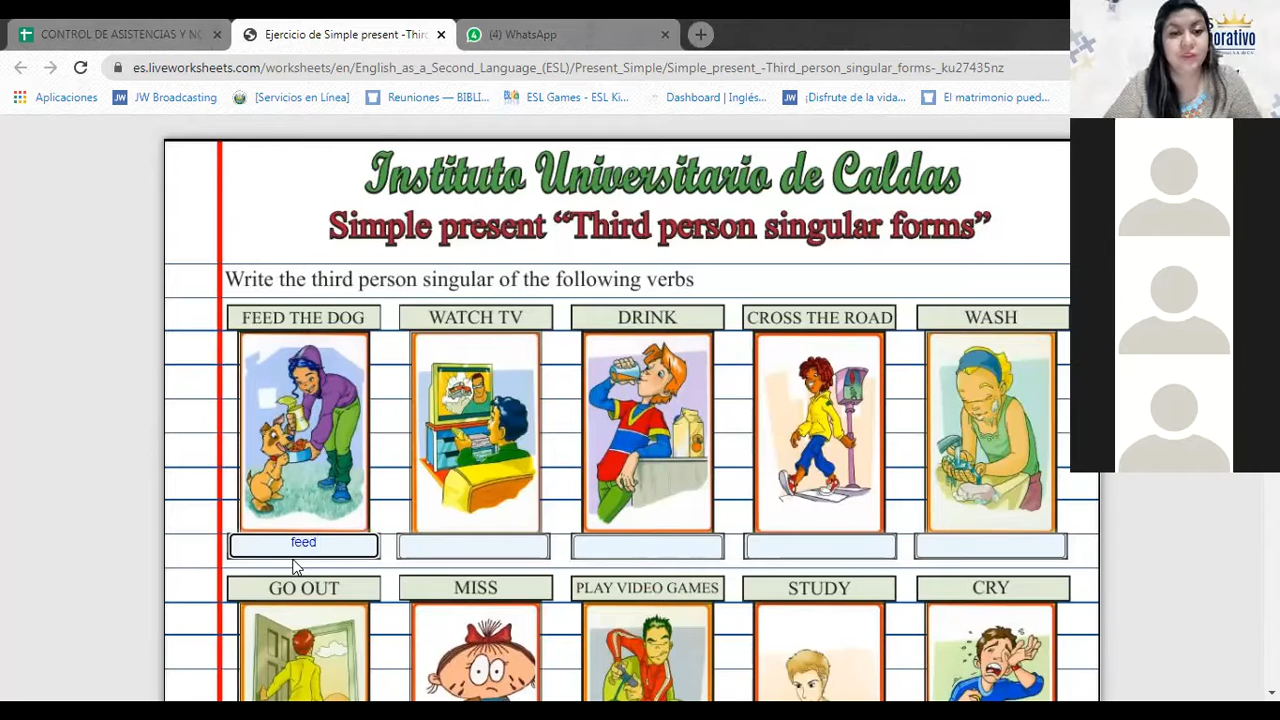 CONTROL DE ASISTENCIAS Y NO
Ejercicio de Simple present -Thir
(4) WhatsApp
es.liveworksheets.com/worksheets/en/English_as_a_Second_Language_(ESL)/Present_Simple/Simple_present_-Third_person_singular_forms-_ku27435nz
Aplicaciones
JW Broadcasting
[Servicios en Línea]
Reuniones — BIBLI...
ESL Games - ESL Ki...
Dashboard | Inglés...
¡Disfrute de la vida...
El matrimonio pued...
orativo
Instituto Universitario de Caldas
Simple present “Third person singular forms”
Write the third person singular of the following verbs
FEED THE DOG
WATCH TV
DRINK
CROSS THE ROAD
WASH
feed
GO OUT
MISS
PLAY VIDEO GAMES
STUDY
CRY